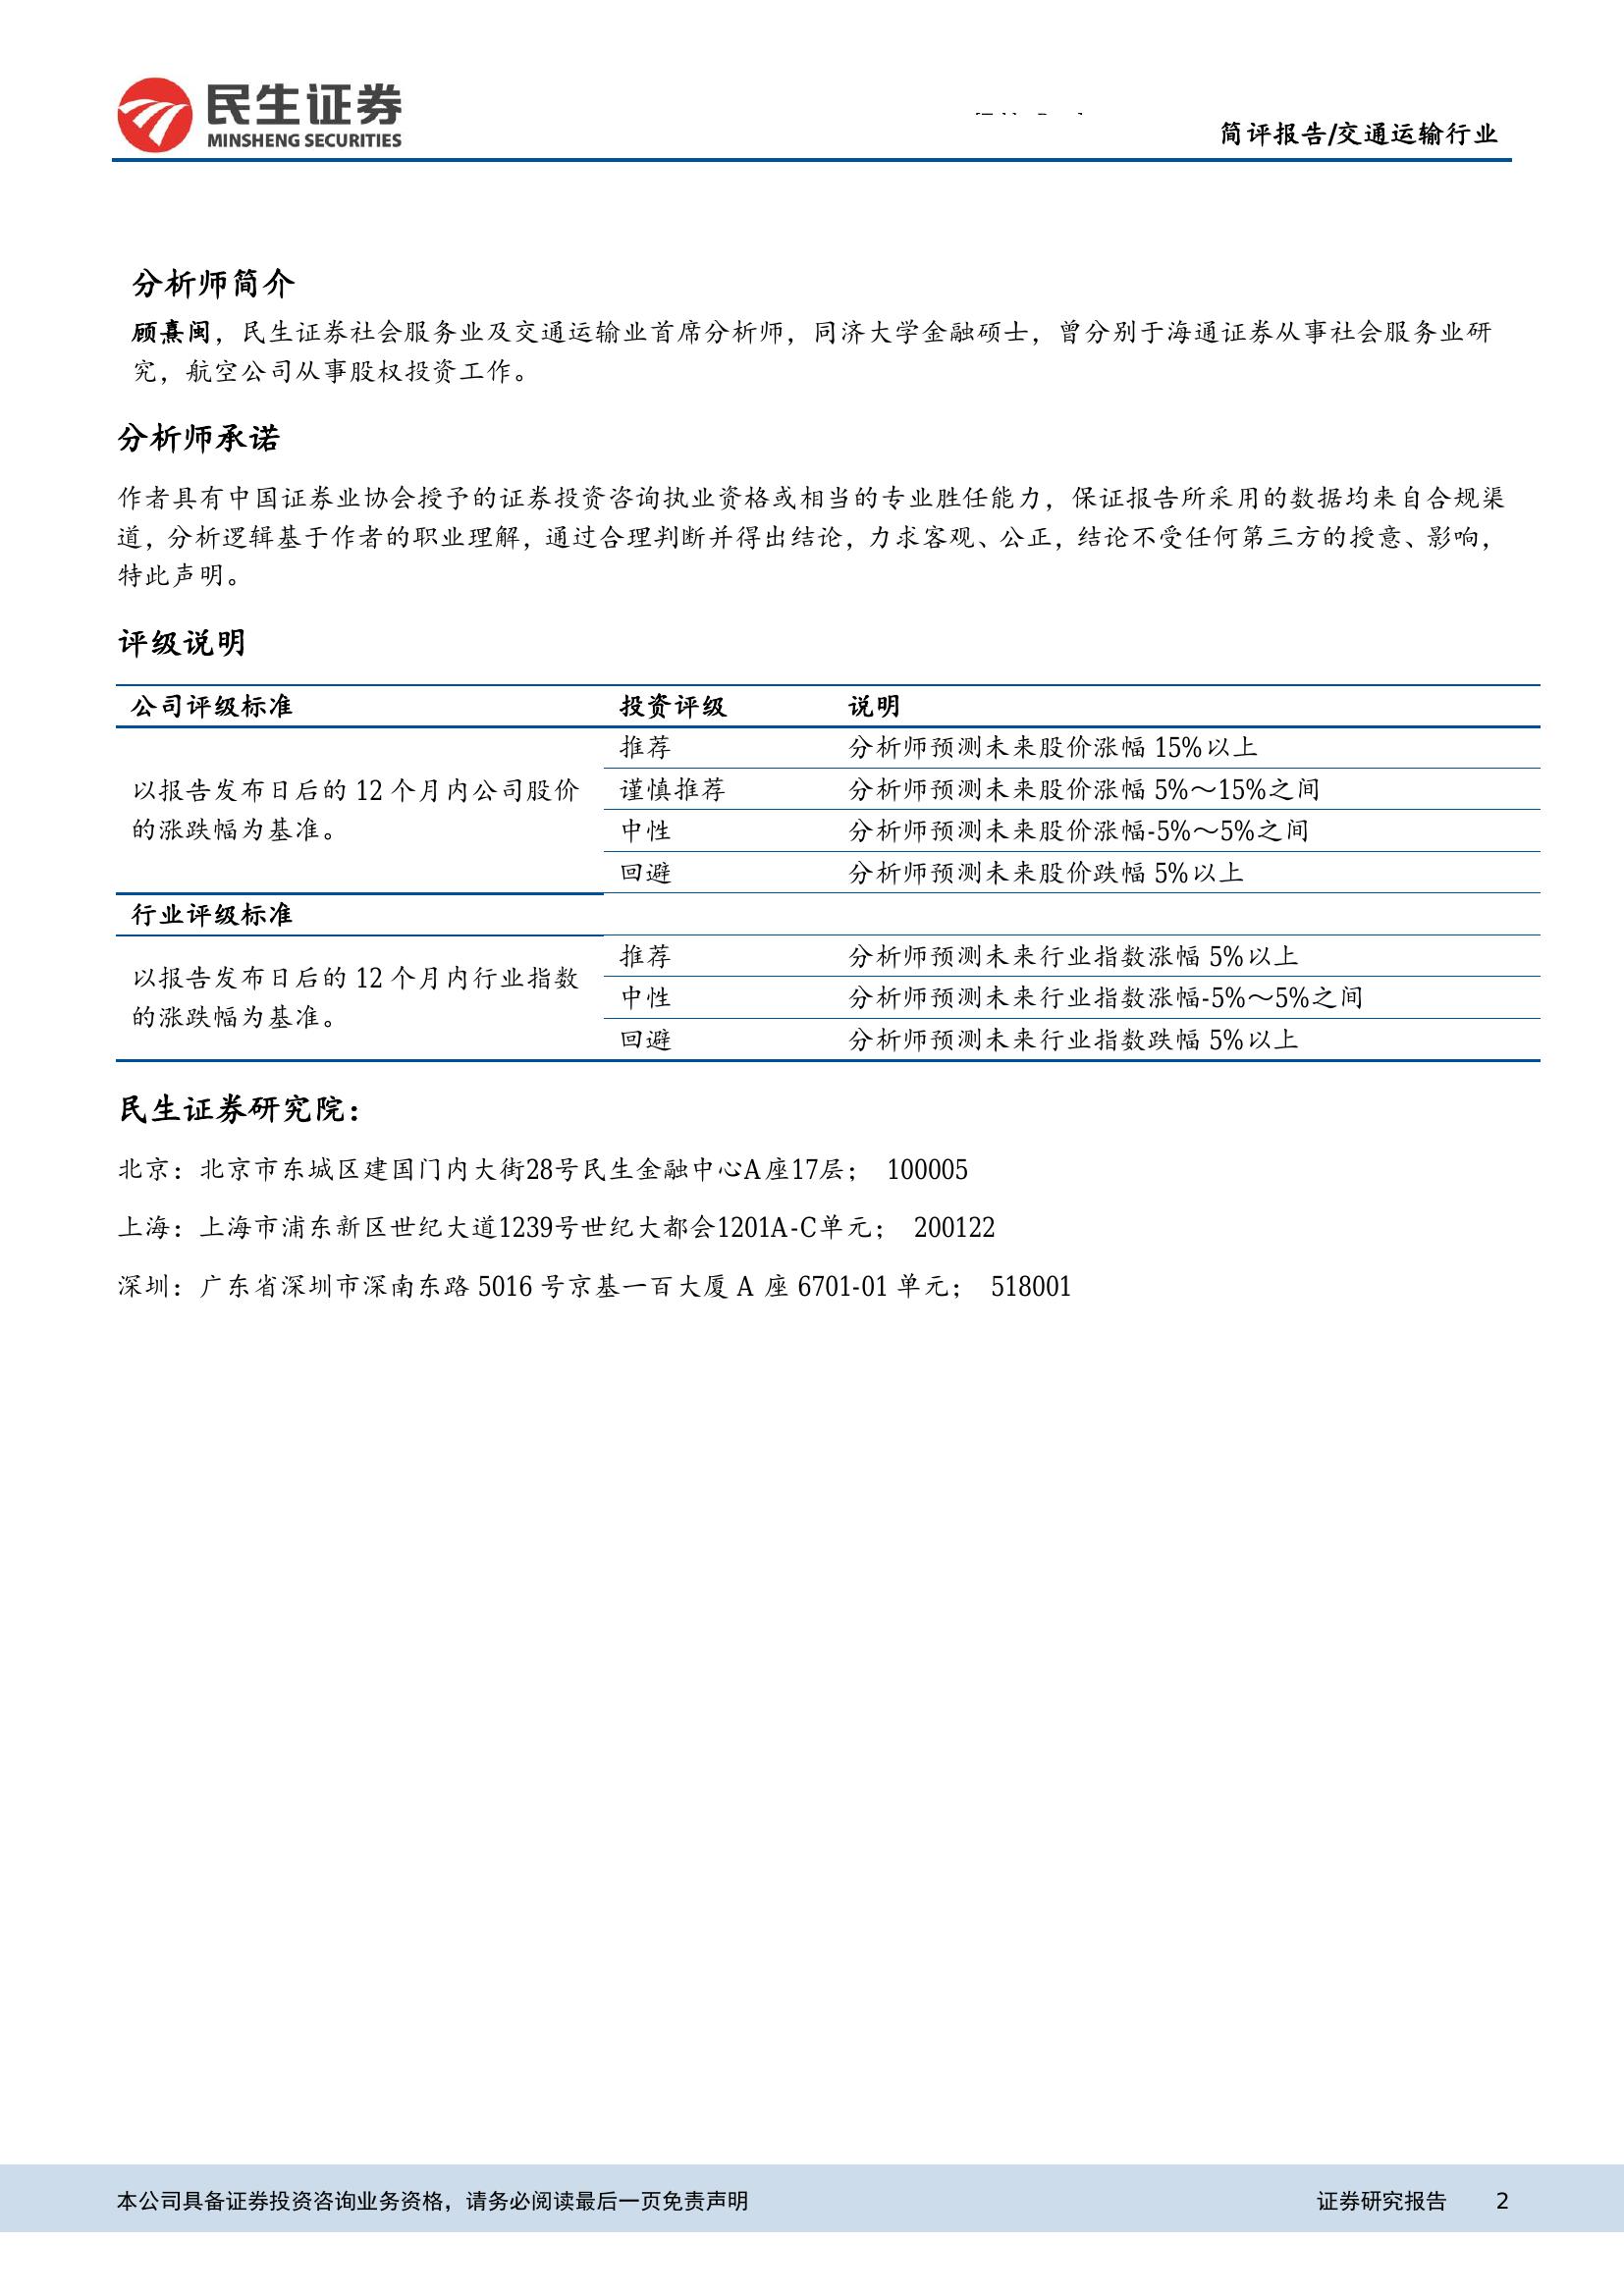 民生证券
MINSHENG SECURITIES
简评报告/交通运输行业
分析师简介
顾熹闽，民生证券社会服务业及交通运输业首席分析师，同济大学金融硕士，曾分别于海通证券从事社会服务业研
究，航空公司从事股权投资工作。
分析师承诺
作者具有中国证券业协会授予的证券投资咨询执业资格或相当的专业胜任能力，保证报告所采用的数据均来自合规渠
道，分析逻辑基于作者的职业理解，通过合理判断并得出结论，力求客观、公正，结论不受任何第三方的授意、影响，
特此声明。
评级说明
公司评级标准 投资评级 说明
以报告发布日后的 12 个月内公司股价
的涨跌幅为基准。
推荐 分析师预测未来股价涨幅 15%以上
谨慎推荐 分析师预测未来股价涨幅 5%～15%之间
中性 分析师预测未来股价涨幅-5%～5%之间
回避 分析师预测未来股价跌幅 5%以上
行业评级标准
以报告发布日后的 12 个月内行业指数
的涨跌幅为基准。
推荐 分析师预测未来行业指数涨幅 5%以上
中性 分析师预测未来行业指数涨幅-5%～5%之间
回避 分析师预测未来行业指数跌幅 5%以上
民生证券研究院：
北京：北京市东城区建国门内大街28号民生金融中心A座17层； 100005
上海：上海市浦东新区世纪大道1239号世纪大都会1201A-C单元； 200122
深圳：广东省深圳市深南东路 5016 号京基一百大厦 A 座 6701-01 单元； 518001
本公司具备证券投资咨询业务资格，请务必阅读最后一页免责声明 证券研究报告 2